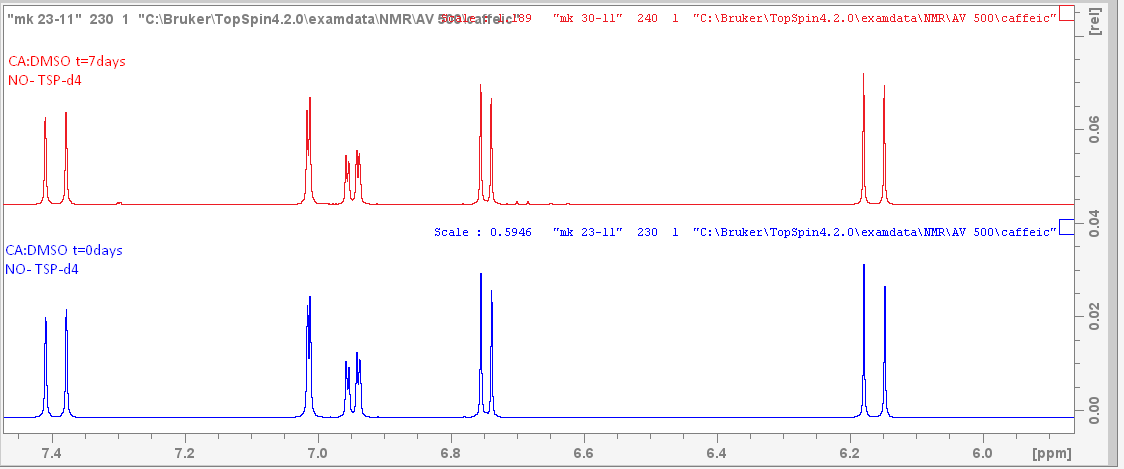 "mk 23-11" 230 1 "C:\Bruker\TopSpin4.2.0\examdata\NMR\AV 500\caffeic"
"mk 30-11" 240 1 "C:\Bruker\TopSpin4.2.0\examdata\NMR\AV 500\caffeic"
[rel]
CA:DMSO t=7days
NO- TSP-d4
0.06
0.04
Scale : 0.5946 "mk 23-11" 230 1 "C:\Bruker\TopSpin4.2.0\examdata\NMR\AV 500\caffeic"
CA:DMSO t=0days
NO- TSP-d4
0.02
0.00
7.4 7.2 7.0 6.8 6.6 6.4 6.2 6.0 [ppm]